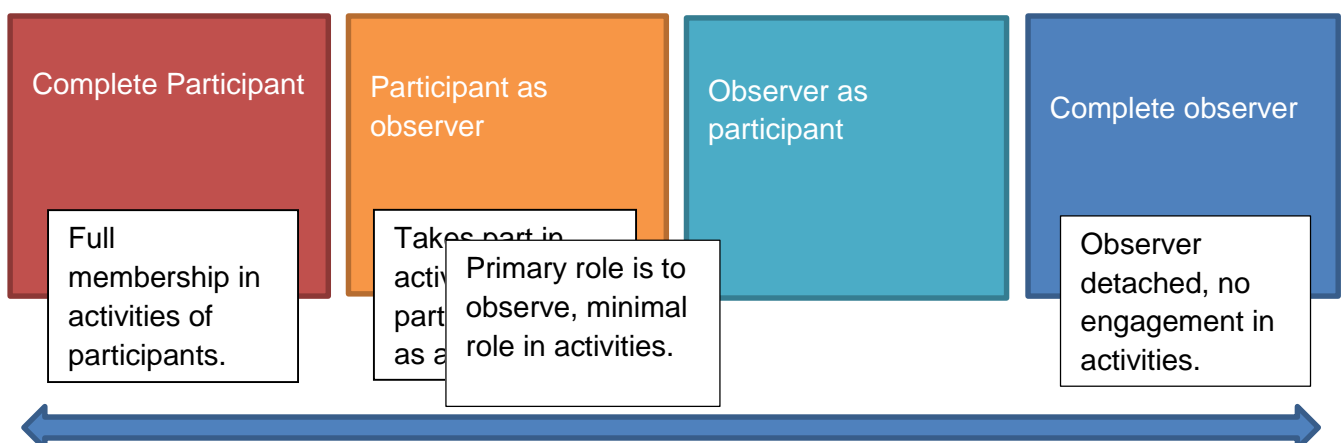 Complete Participant
Participant as
observer
Observer as
participant
Complete observer
Full
membership in
activities of
participants.
Takes part in
as
Primary role is to
observe, minimal
role in activities.
Observer
detached, no
engagement in
activities.